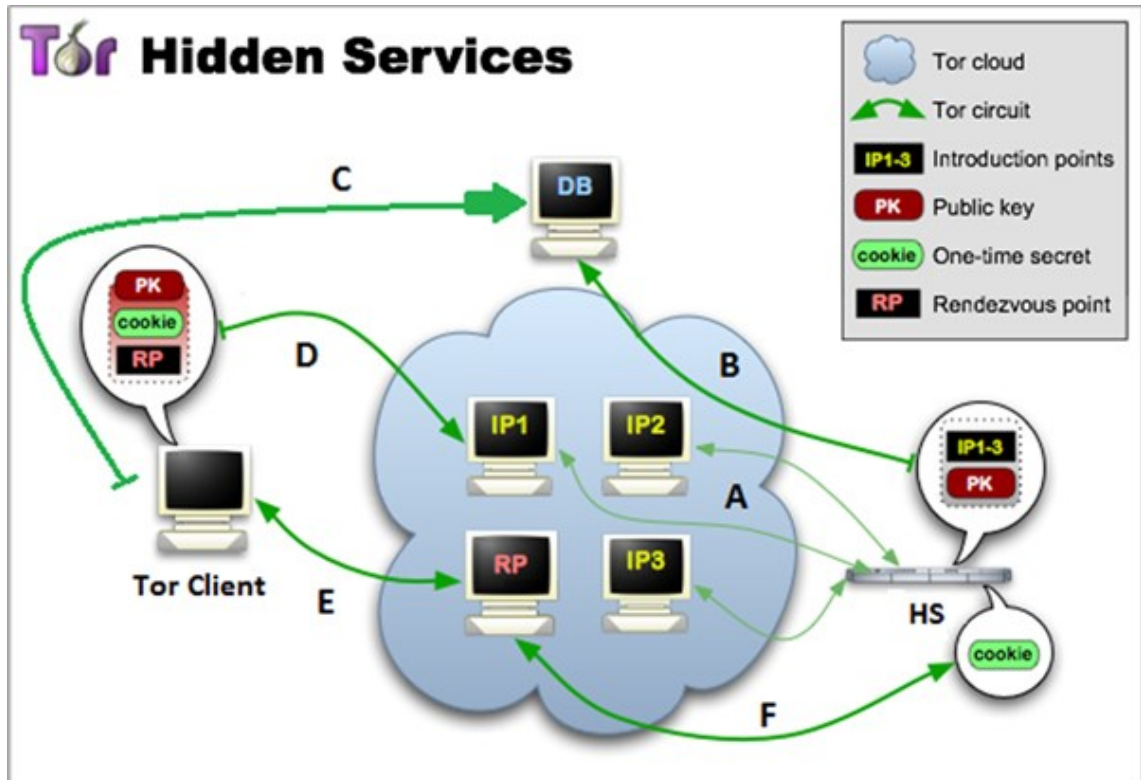 Tor Hidden Services
Tor cloud
Tor circuit
IP1-3 Introduction points
PK Public key
cookie One-time secret
RP Rendezvous point
C
DB
PK
cookie
RP
D
B
IP1
IP2
IP1-3
PK
A
RP
IP3
Tor Client
E
HS
cookie
F